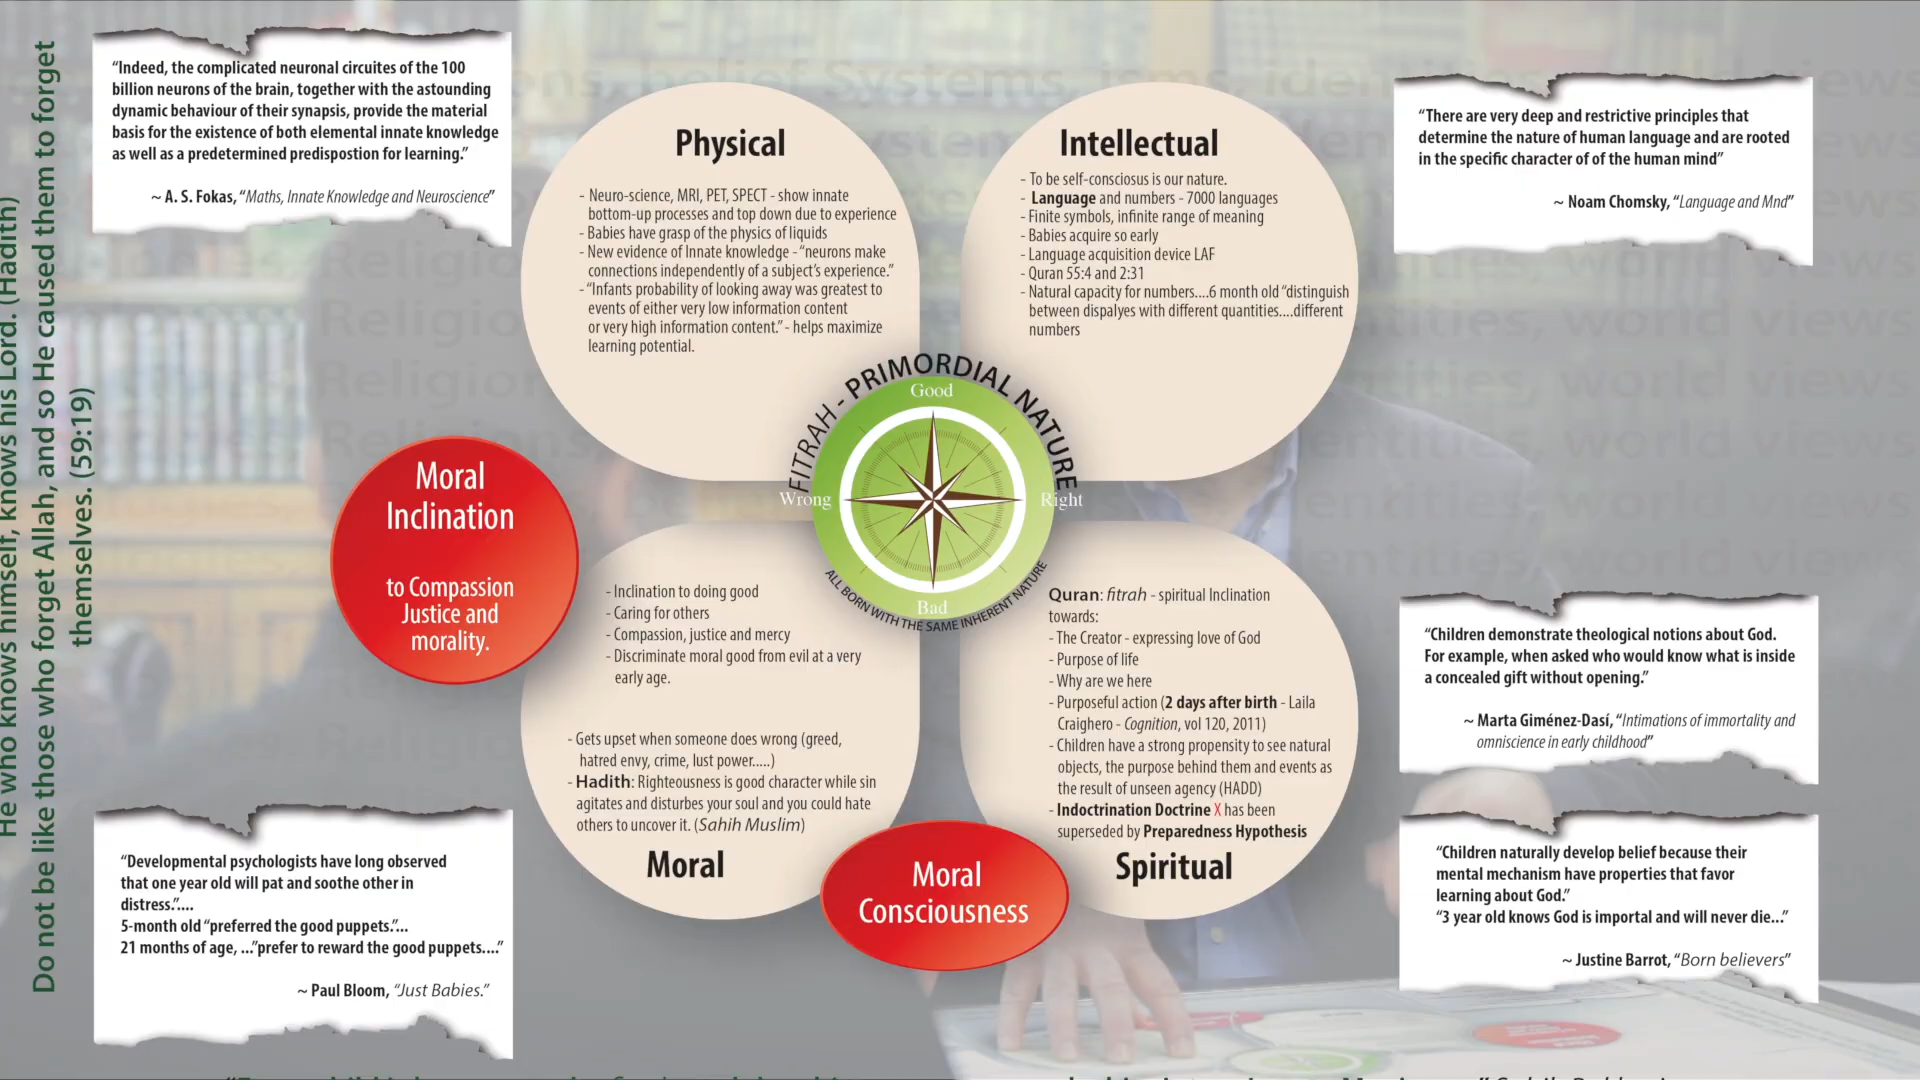 He who knows himself, knows his Lord. (Hadith)
Do not be like those who forget Allah, and so He caused them to forget
themselves. (59:19)
“Indeed, the complicated neuronal circuites of the 100
billion neurons of the brain, together with the astounding
dynamic behaviour of their synapsis, provide the material
basis for the existence of both elemental innate knowledge
as well as a predetermined predispostion for learning.”
~ A. S. Fokas, “Maths, Innate Knowledge and Neuroscience”
Physical
- Neuro-science, MRI, PET, SPECT - show innate
bottom-up processes and top down due to experience
- Babies have grasp of the physics of liquids
- New evidence of Innate knowledge - “neurons make
connections independently of a subject’s experience.”
- “Infants probability of looking away was greatest to
events of either very low information content
or very high information content.” - helps maximize
learning potential.
Intellectual
- To be self-consciosus is our nature.
- Language and numbers - 7000 languages
- Finite symbols, infinite range of meaning
- Babies acquire so early
- Language acquisition device LAF
- Quran 55:4 and 2:31
- Natural capacity for numbers....6 month old “distinguish
between dispalyes with different quantities....different
numbers
“There are very deep and restrictive principles that
determine the nature of human language and are rooted
in the specific character of of the human mind”
~ Noam Chomsky, “Language and Mnd”
FITRAH - PRIMORDIAL NATURE
Good
Wrong
Right
Bad
ALL BORN WITH THE SAME INHERENT NATURE
Moral
Inclination
to Compassion
Justice and
morality.
- Inclination to doing good
- Caring for others
- Compassion, justice and mercy
- Discriminate moral good from evil at a very
early age.
- Gets upset when someone does wrong (greed,
hatred envy, crime, lust power.....)
- Hadith: Righteousness is good character while sin
agitates and disturbes your soul and you could hate
others to uncover it. (Sahih Muslim)
Moral
Moral
Consciousness
Quran: fitrah - spiritual Inclination
towards:
- The Creator - expressing love of God
- Purpose of life
- Why are we here
- Purposeful action (2 days after birth - Laila
Craighero - Cognition, vol 120, 2011)
- Children have a strong propensity to see natural
objects, the purpose behind them and events as
the result of unseen agency (HADD)
- Indoctrination Doctrine X has been
superseded by Preparedness Hypothesis
Spiritual
“Children demonstrate theological notions about God.
For example, when asked who would know what is inside
a concealed gift without opening.”
~ Marta Giménez-Dasí, “Intimations of immortality and
omniscience in early childhood”
“Developmental psychologists have long observed
that one year old will pat and soothe other in
distress.”....
5-month old “preferred the good puppets.”...
21 months of age, ...”prefer to reward the good puppets....”
~ Paul Bloom, “Just Babies.”
“Children naturally develop belief because their
mental mechanism have properties that favor
learning about God.”
“3 year old knows God is importal and will never die...”
~ Justine Barrot, “Born believers”